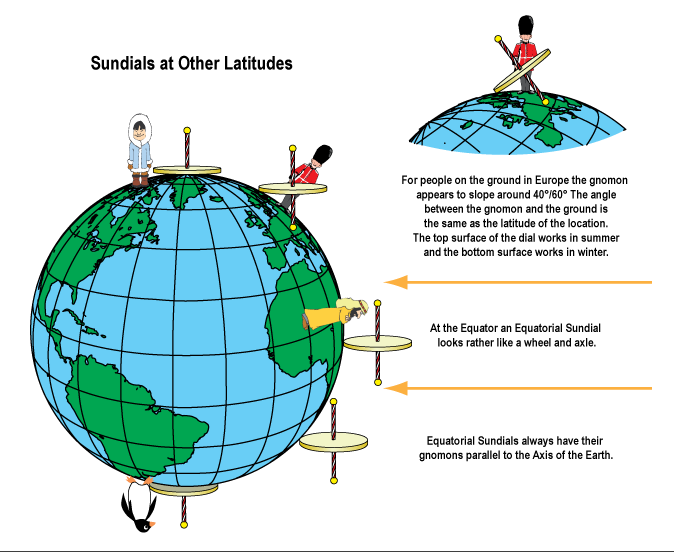 Sundials at Other Latitudes
For people on the ground in Europe the gnomon
appears to slope around 40°/60° The angle
between the gnomon and the ground is
the same as the latitude of the location.
The top surface of the dial works in summer
and the bottom surface works in winter.
At the Equator an Equatorial Sundial
looks rather like a wheel and axle.
Equatorial Sundials always have their
gnomons parallel to the Axis of the Earth.